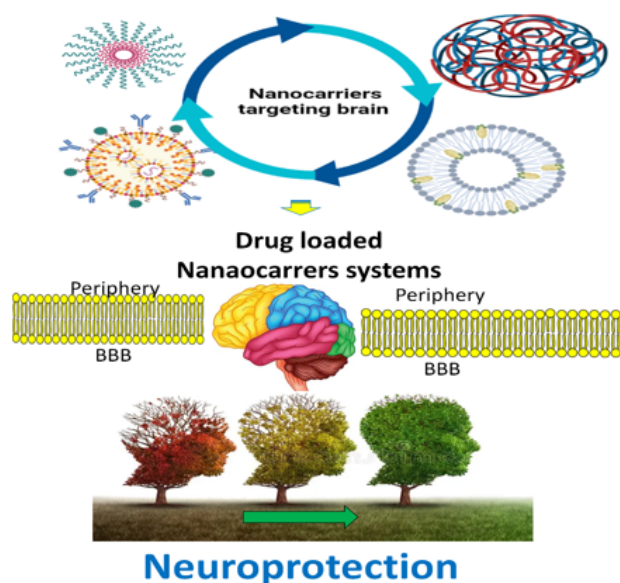 Nanocarriers
targeting brain
Drug loaded
Nanaocarrers systems
Periphery
BBB
Periphery
BBB
Neuroprotection